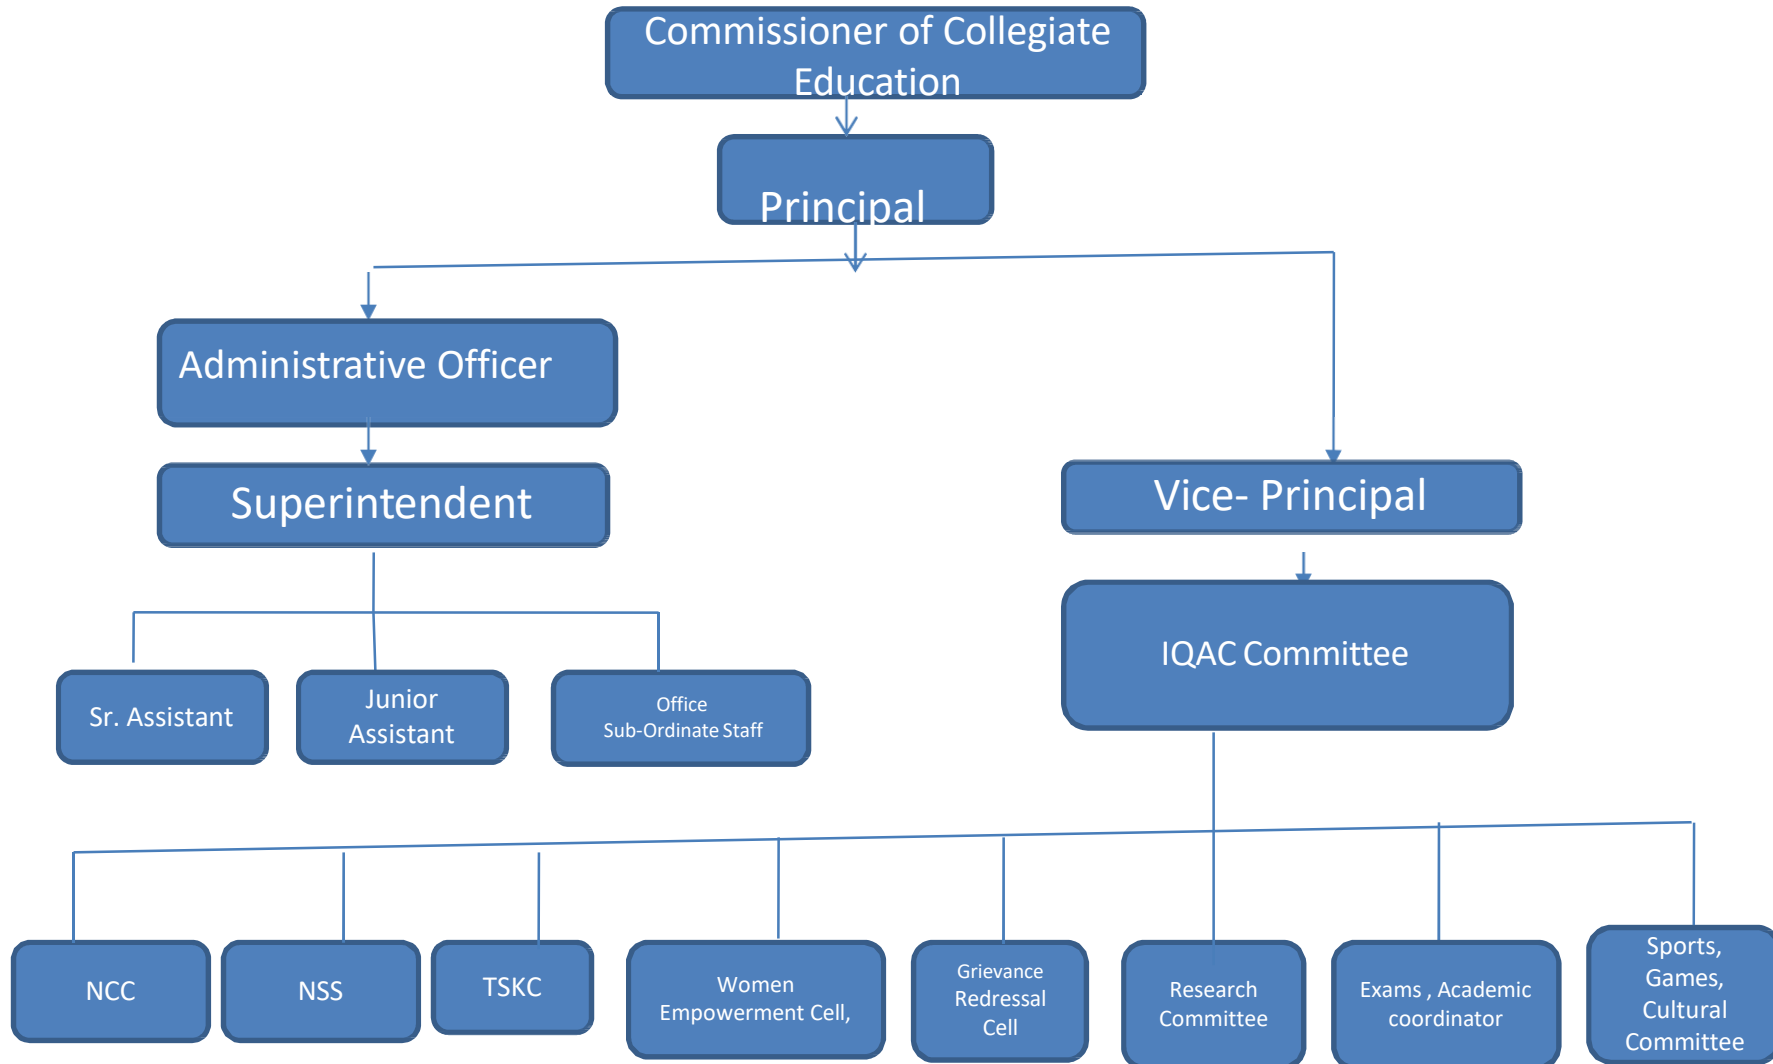 Commissioner of Collegiate
Education
Principal
Administrative Officer
Superintendent
Vice- Principal
IQAC Committee
Sr. Assistant
Junior
Assistant
Office
Sub-Ordinate Staff
NCC
NSS
TSKC
Women
Empowerment Cell,
Grievance
Redressal
Cell
Research
Committee
Exams , Academic
coordinator
Sports,
Games,
Cultural
Committee